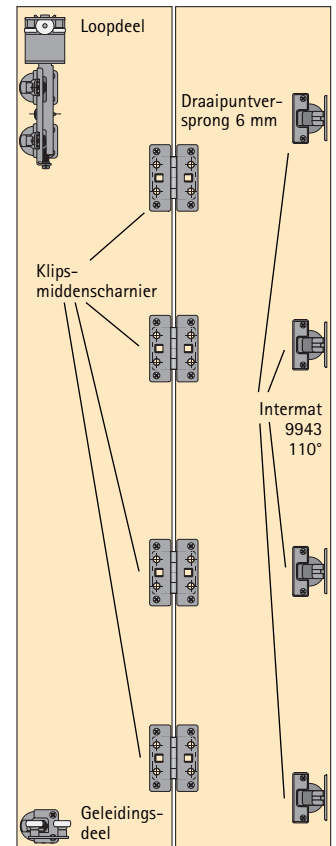 Loopdeel
Draaipuntver-
sprong 6 mm
Klips-
middenscharnier
Intermat
9943
110°
Geleidings-
deel